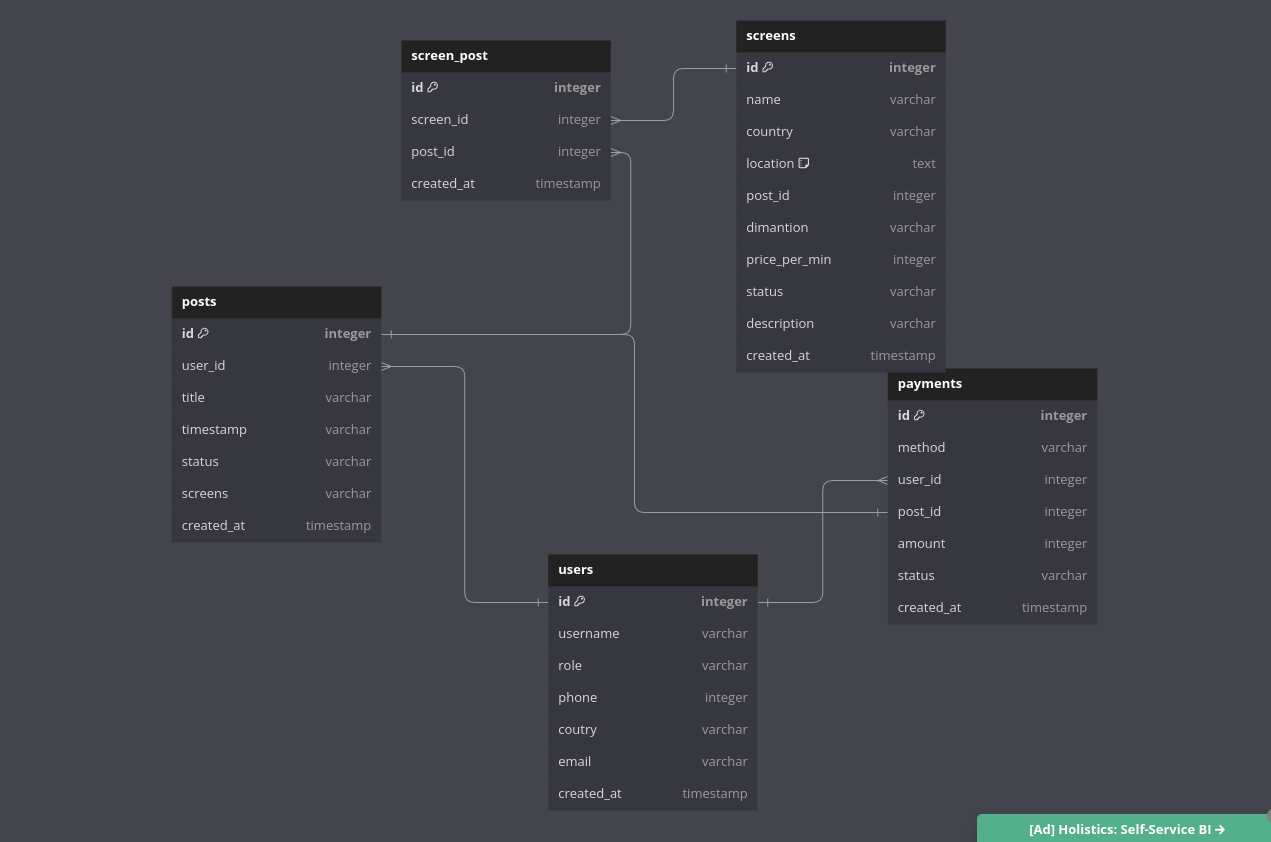 screen_post
id integer
screen_id integer
post_id integer
created_at timestamp
screens
id integer
name varchar
country varchar
location text
post_id integer
dimantion varchar
price_per_min integer
status varchar
description varchar
created_at timestamp
posts
id integer
user_id integer
title varchar
timestamp varchar
status varchar
screens varchar
created_at timestamp
payments
id integer
method varchar
user_id integer
post_id integer
amount integer
status varchar
created_at timestamp
users
id integer
username varchar
role varchar
phone integer
coutry varchar
email varchar
created_at timestamp
[Ad] Holistics: Self-Service BI →